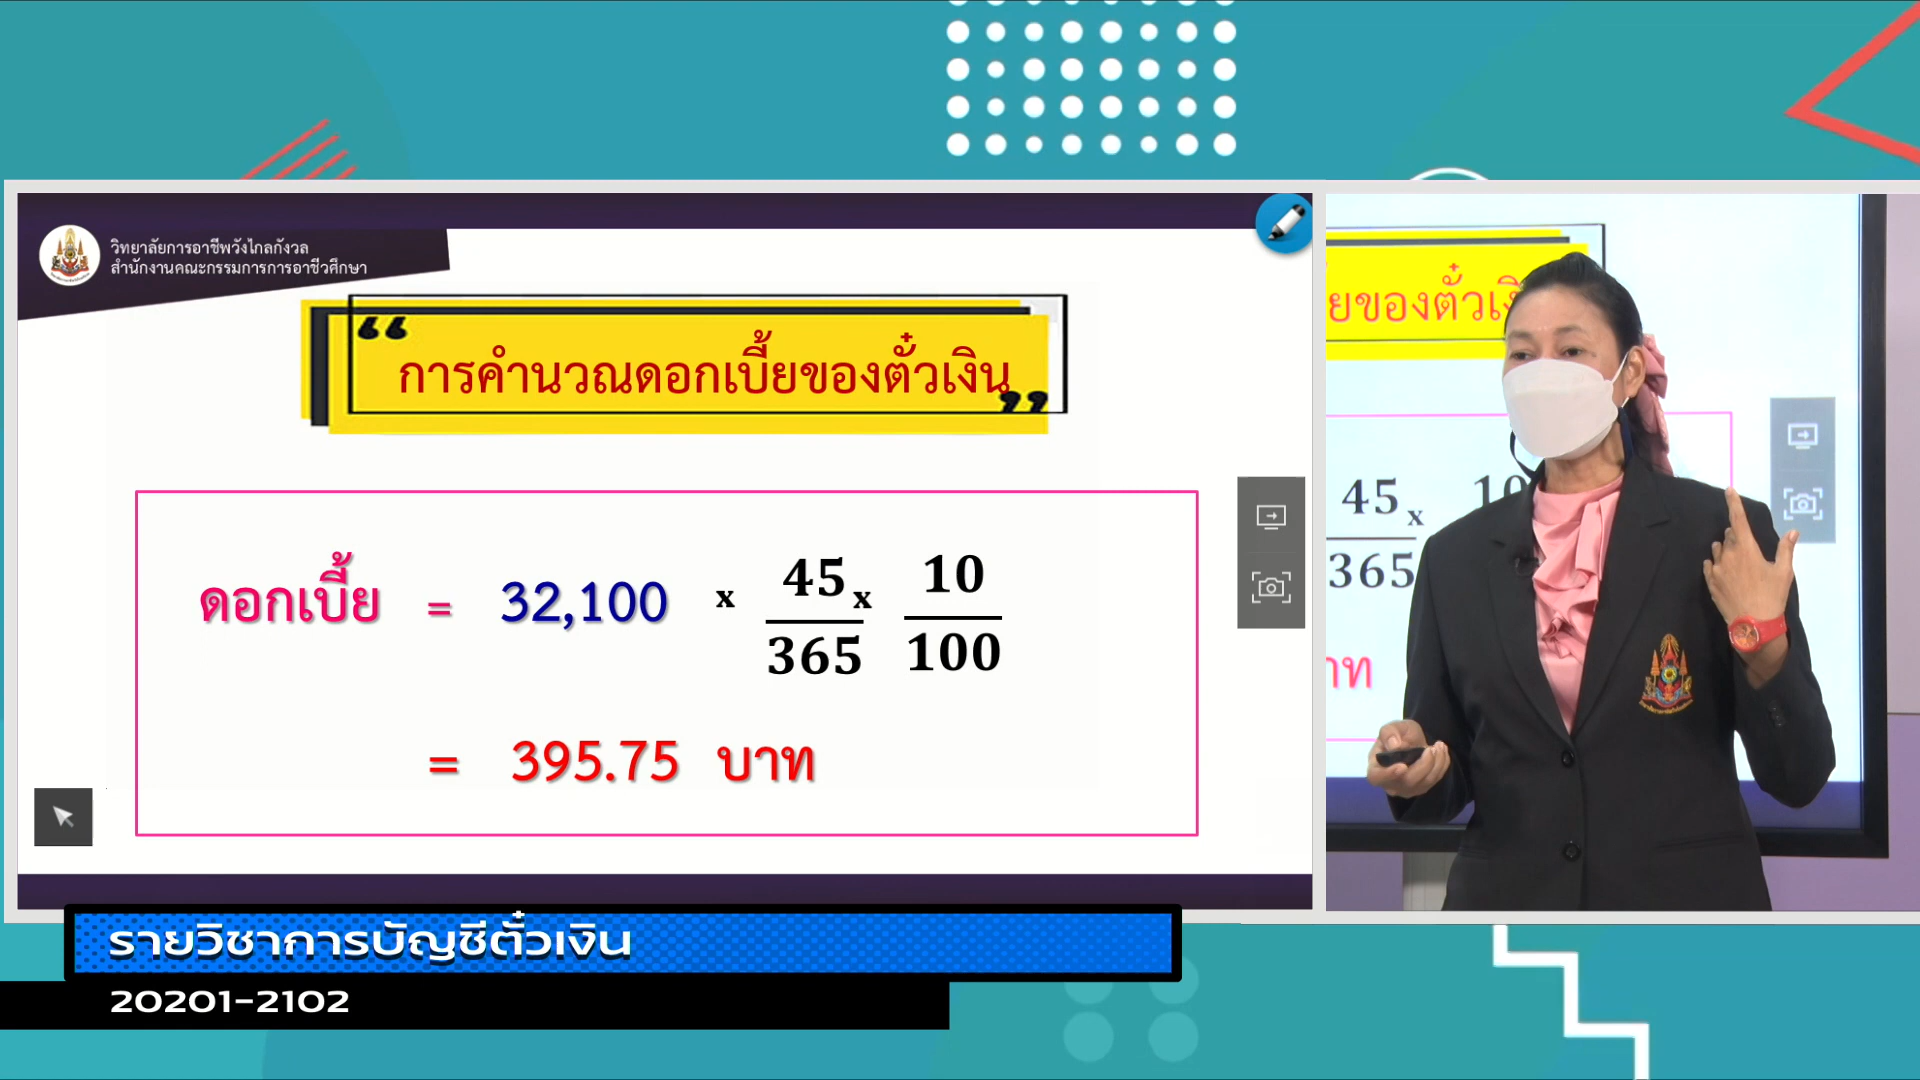 วิทยาลัยการอาชีพวังไกลกังวล
สำนักงานคณะกรรมการการอาชีวศึกษา
“ การคำนวณดอกเบี้ยของตั๋วเงิน ”
ดอกเบี้ย = 32,100 x 45/365 x 10/100
= 395.75 บาท
ยของตั๋วเงิ
45 x 10
365
าท
รายวิชาการบัญชีตั๋วเงิน
20201-2102